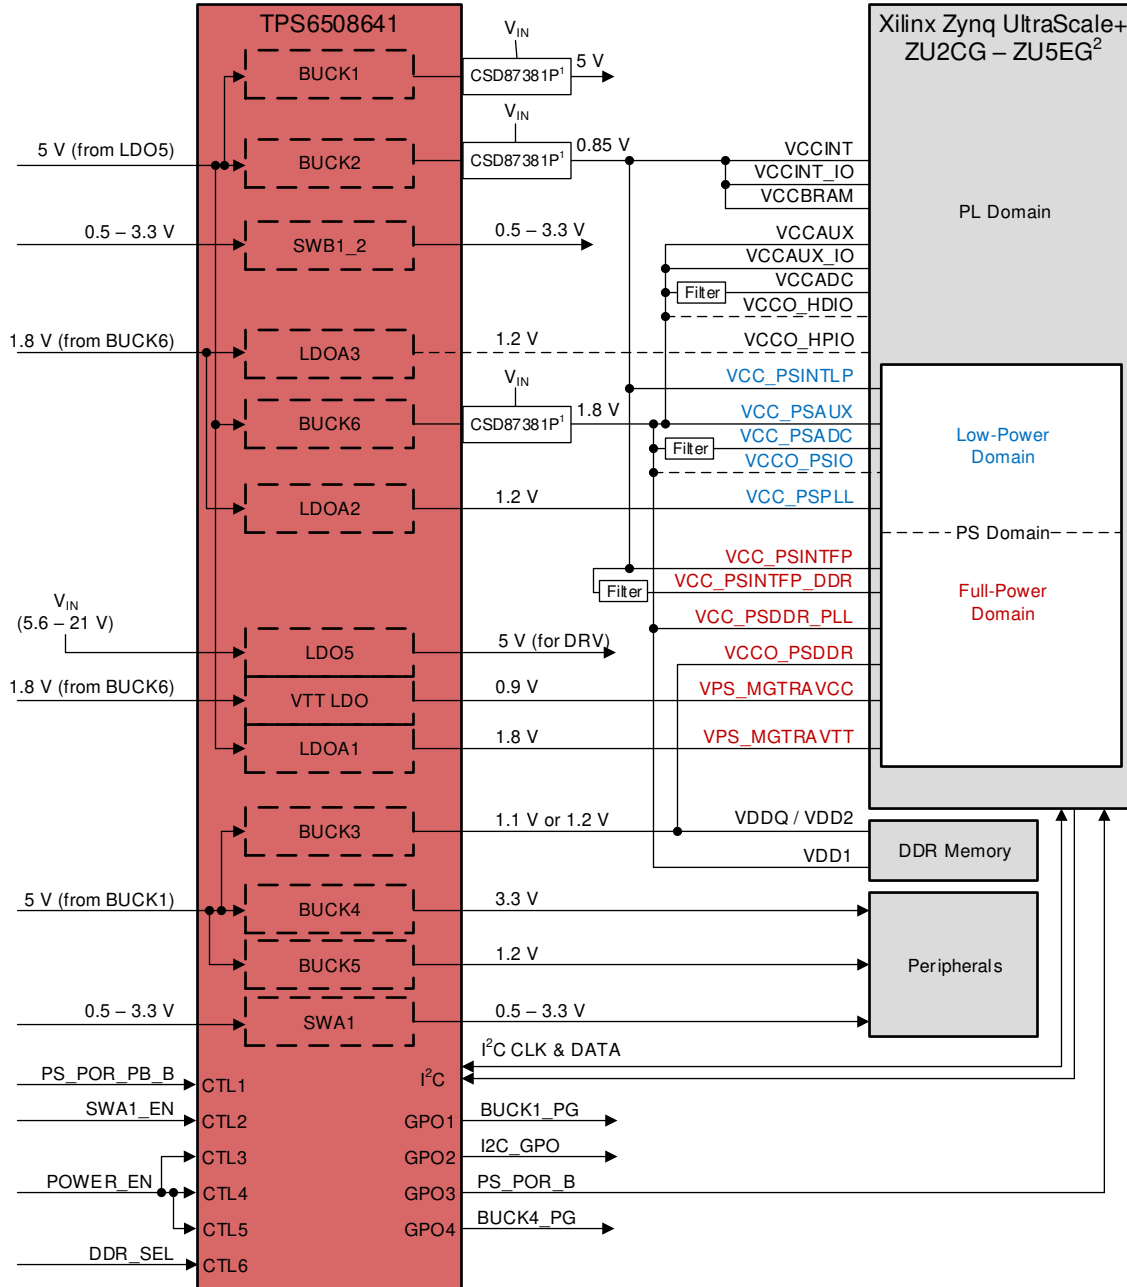 TPS6508641
Xilinx Zynq UltraScale+
ZU2CG – ZU5EG²
V_IN
BUCK1
CSD87381P¹
5 V
V_IN
5 V (from LDO5)
BUCK2
CSD87381P¹
0.85 V
VCCINT
VCCINT_IO
VCCBRAM
PL Domain
0.5 – 3.3 V
SWB1_2
0.5 – 3.3 V
VCCAUX
VCCAUX_IO
Filter
VCCADC
VCCO_HDIO
1.8 V (from BUCK6)
LDOA3
1.2 V
VCCO_HPIO
V_IN
VCC_PSINTLP
BUCK6
CSD87381P¹
1.8 V
VCC_PSAUX
Filter
VCC_PSADC
VCCO_PSIO
Low-Power
Domain
LDOA2
1.2 V
VCC_PSPLL
PS Domain
VCC_PSINTFP
Filter
VCC_PSINTFP_DDR
Full-Power
Domain
V_IN
(5.6 – 21 V)
VCC_PSDDR_PLL
LDO5
5 V (for DRV)
VCCO_PSDDR
1.8 V (from BUCK6)
VTT LDO
0.9 V
VPS_MGTRAVCC
LDOA1
1.8 V
VPS_MGTRAVTT
BUCK3
1.1 V or 1.2 V
VDDQ / VDD2
VDD1
DDR Memory
5 V (from BUCK1)
BUCK4
3.3 V
BUCK5
1.2 V
Peripherals
0.5 – 3.3 V
SWA1
0.5 – 3.3 V
I²C CLK & DATA
PS_POR_PB_B
CTL1
I²C
SWA1_EN
CTL2
GPO1
BUCK1_PG
CTL3
GPO2
I2C_GPO
POWER_EN
CTL4
GPO3
PS_POR_B
CTL5
GPO4
BUCK4_PG
DDR_SEL
CTL6